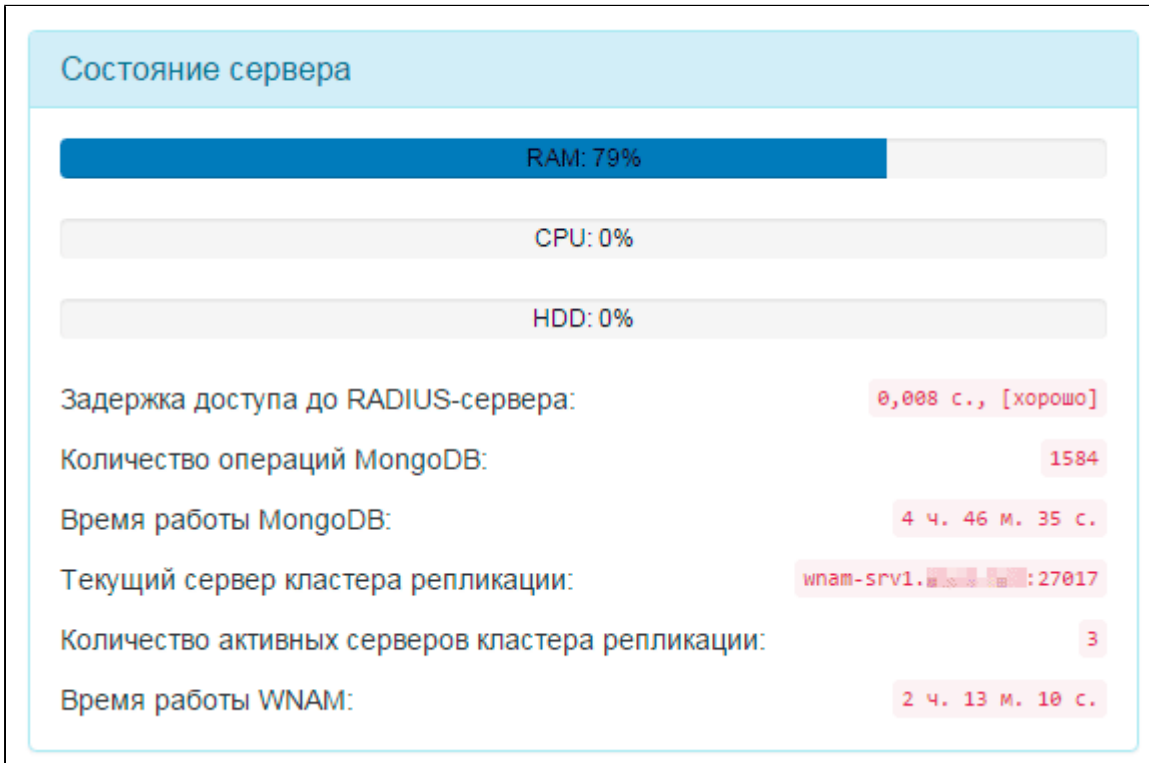 Состояние сервера
RAM: 79%
CPU: 0%
HDD: 0%
Задержка доступа до RADIUS-сервера: 0,008 с., [хорошо]
Количество операций MongoDB: 1584
Время работы MongoDB: 4 ч. 46 м. 35 с.
Текущий сервер кластера репликации: wnam-srv1. :27017
Количество активных серверов кластера репликации: 3
Время работы WNAM: 2 ч. 13 м. 10 с.